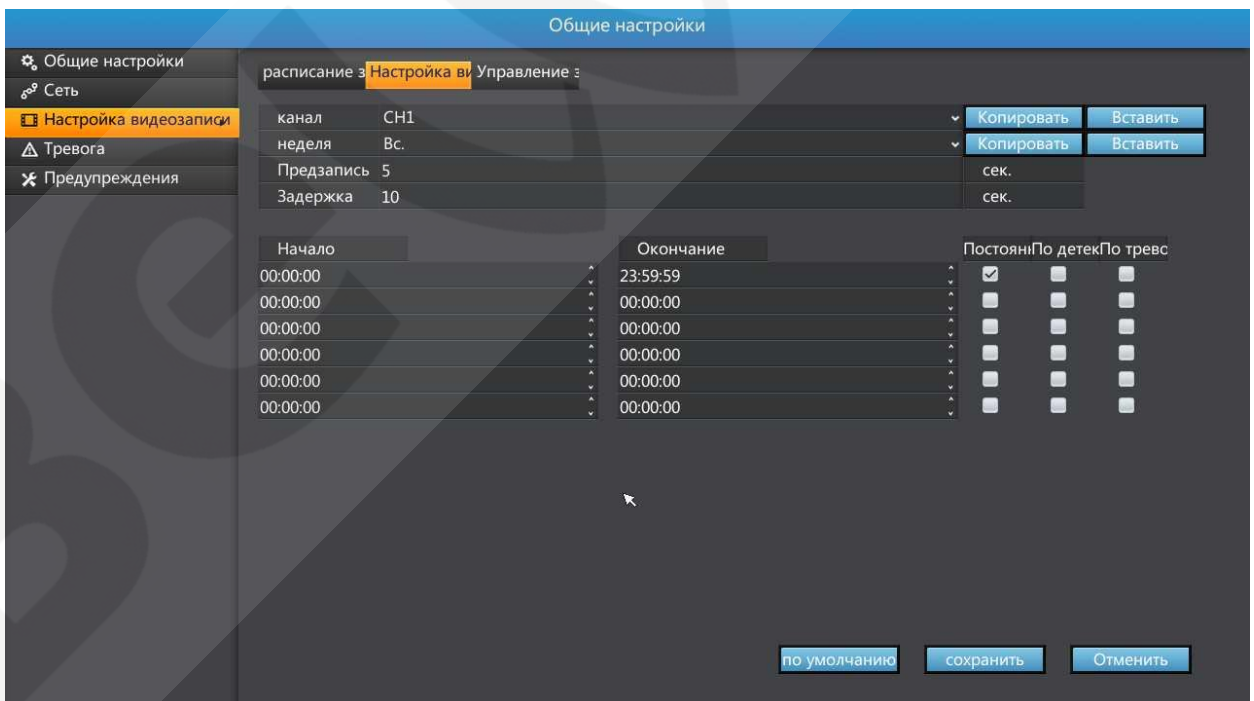 Общие настройки
Общие настройки
Сеть
Настройка видеозаписи
Тревога
Предупреждения
расписание з Настройка ви Управление з
канал CH1 Копировать Вставить
неделя Вс. Копировать Вставить
Предзапись 5 сек.
Задержка 10 сек.
Начало Окончание Постоян По детек По трево
00:00:00 23:59:59
00:00:00 00:00:00
00:00:00 00:00:00
00:00:00 00:00:00
00:00:00 00:00:00
00:00:00 00:00:00
по умолчанию сохранить Отменить